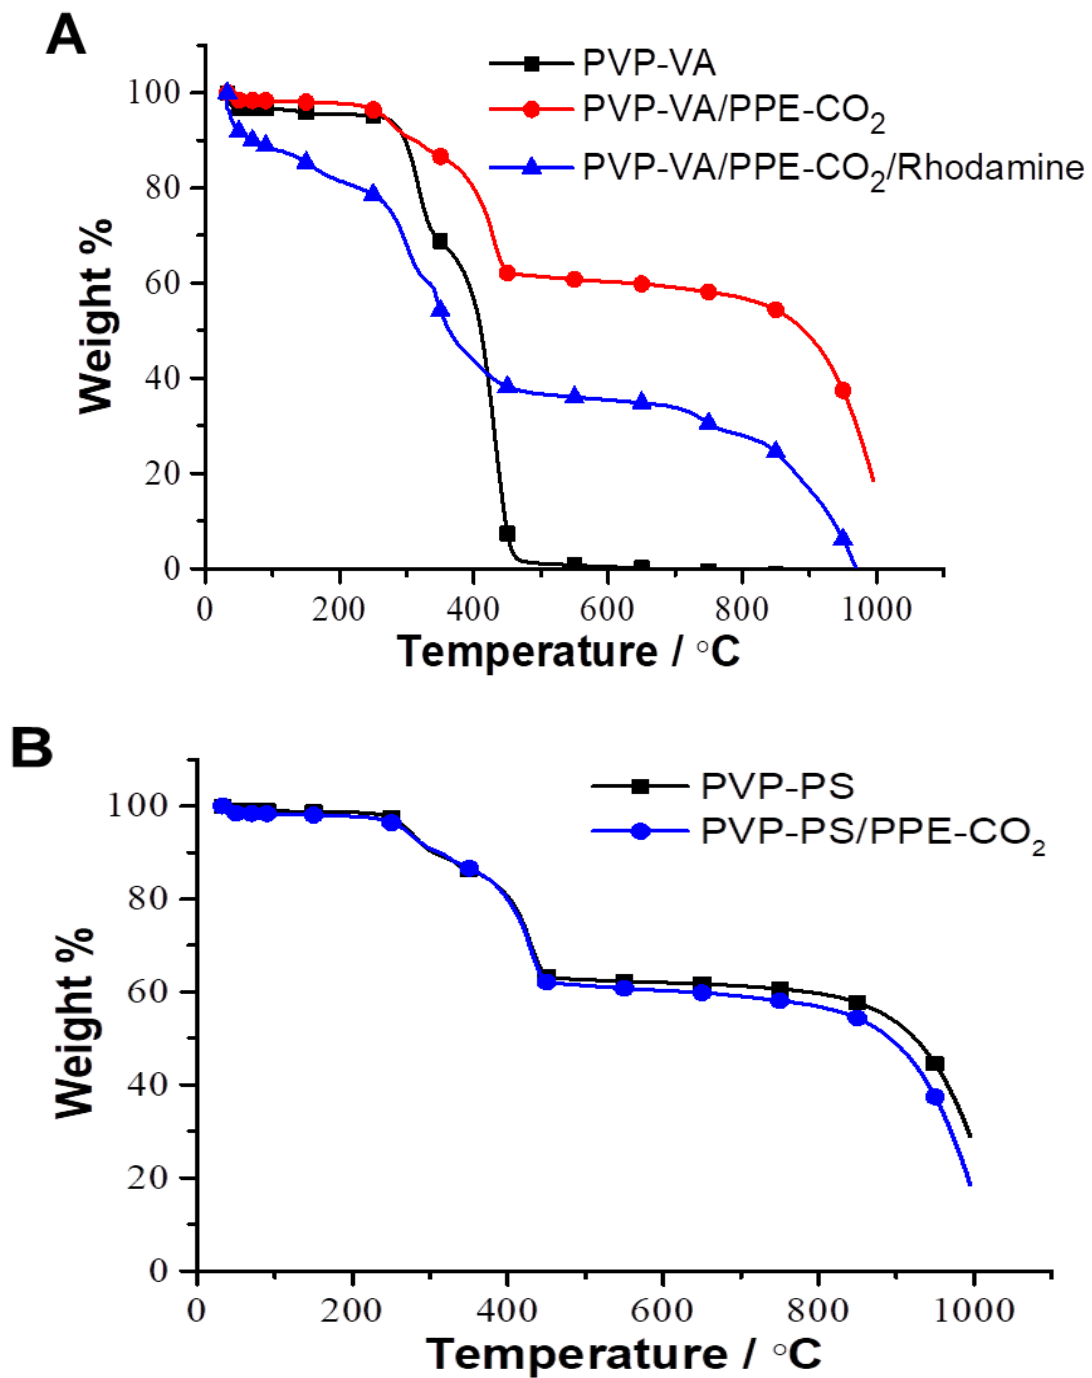 A
PVP-VA
PVP-VA/PPE-CO₂
PVP-VA/PPE-CO₂/Rhodamine
100
80
60
40
20
0
Weight %
0 200 400 600 800 1000
Temperature / °C
B
PVP-PS
PVP-PS/PPE-CO₂
100
80
60
40
20
0
Weight %
0 200 400 600 800 1000
Temperature / °C